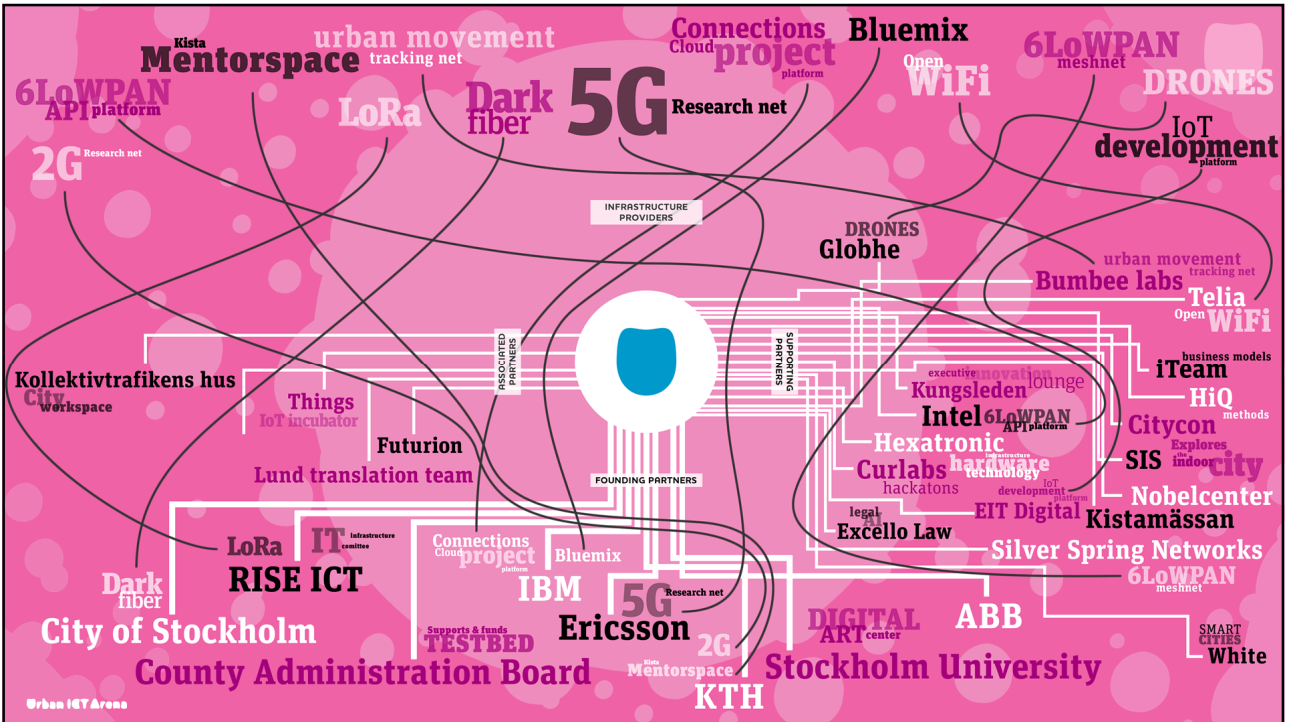 Kista
Mentorspace
urban movement
tracking net
Connections
Cloud project
platform
Bluemix
Open
WiFi
6LoWPAN
meshnet
DRONES
6LoWPAN
API platform
LoRa
Dark
fiber
5G Research net
IoT
development
platform
2G Research net
INFRASTRUCTURE
PROVIDERS
DRONES
Globhe
urban movement
tracking net
Bumbee labs
Telia
Open WiFi
ASSOCIATED
PARTNERS
SUPPORTING
PARTNERS
business models
iTeam
Kollektivtrafikens hus
City
workspace
Things
IoT incubator
executive innovation
Kungsleden lounge
HiQ
methods
Intel 6LoWPAN
API platform
Citycon
Explores
the
indoor city
Futurion
Hexatronic
infrastructure
hardware
technology
SIS
Lund translation team
Curlabs
hackatons
FOUNDING PARTNERS
IoT
development
platform
Nobelcenter
EIT Digital
Kistamässan
legal
AI
Excello Law
LoRa
IT infrastructure
comittee
RISE ICT
Connections
Cloud project
platform
Bluemix
IBM
Silver Spring Networks
6LoWPAN
meshnet
Dark
fiber
City of Stockholm
5G Research net
Ericsson
ABB
DIGITAL
ART center
Supports & funds
TESTBED
County Administration Board
2G
Kista
Mentorspace
KTH
Stockholm University
SMART
CITIES
White
Urban ICT Arena